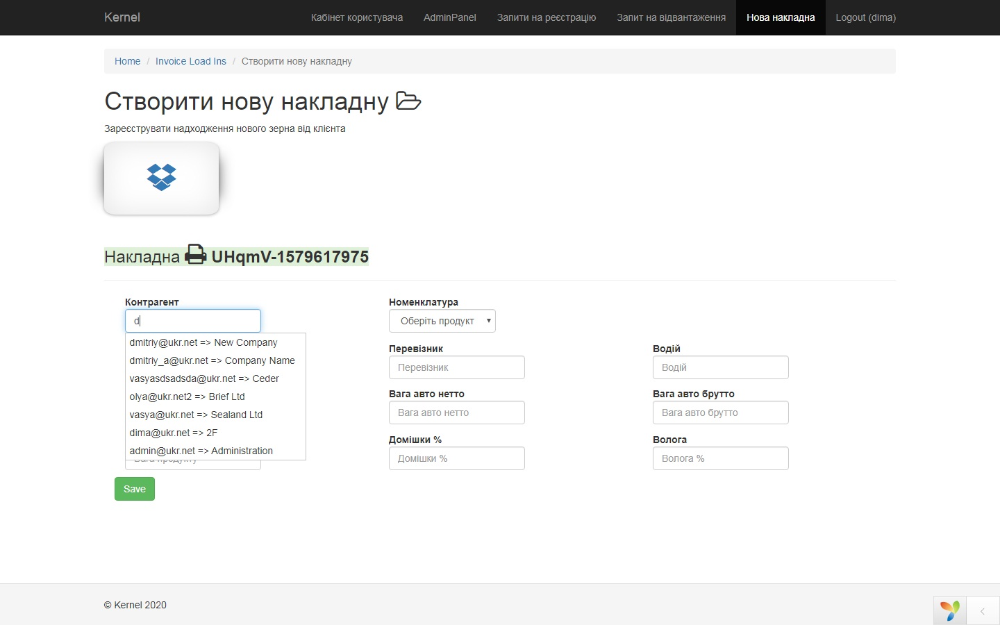 Kernel
Кабінет користувача AdminPanel Запити на реєстрацію Запит на відвантаження Нова накладна Logout (dima)
Home / Invoice Load Ins / Створити нову накладну
Створити нову накладну
Зареєструвати надходження нового зерна від клієнта
Накладна UHqmV-1579617975
Контрагент
d
dmitriy@ukr.net => New Company
dmitriy_a@ukr.net => Company Name
vasyasdsadsda@ukr.net => Ceder
olya@ukr.net2 => Brief Ltd
vasya@ukr.net => Sealand Ltd
dima@ukr.net => 2F
admin@ukr.net => Administration
Вага продукту
Номенклатура
Оберіть продукт
Перевізник
Перевізник
Водій
Водій
Вага авто нетто
Вага авто нетто
Вага авто брутто
Вага авто брутто
Домішки %
Домішки %
Волога
Волога %
Save
© Kernel 2020